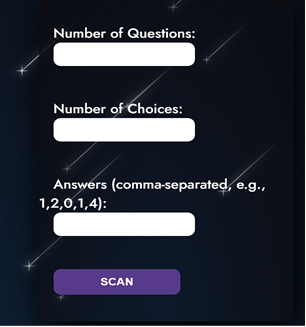 Number of Questions:
Number of Choices:
Answers (comma-separated, e.g.,
1,2,0,1,4):
SCAN